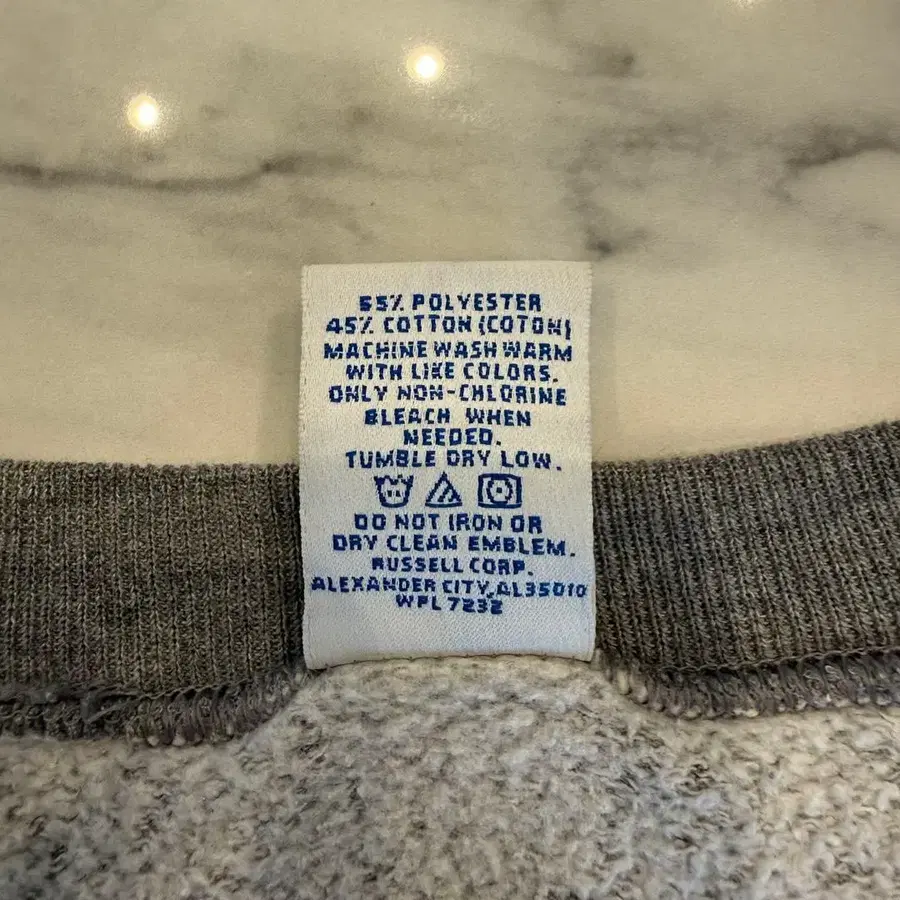 55% POLYESTER
45% COTTON (COTON)
MACHINE WASH WARM
WITH LIKE COLORS.
ONLY NON-CHLORINE
BLEACH WHEN
NEEDED.
TUMBLE DRY LOW.
DO NOT IRON OR
DRY CLEAN EMBLEM.
RUSSELL CORP.
ALEXANDER CITY, AL35010
WPL 7232